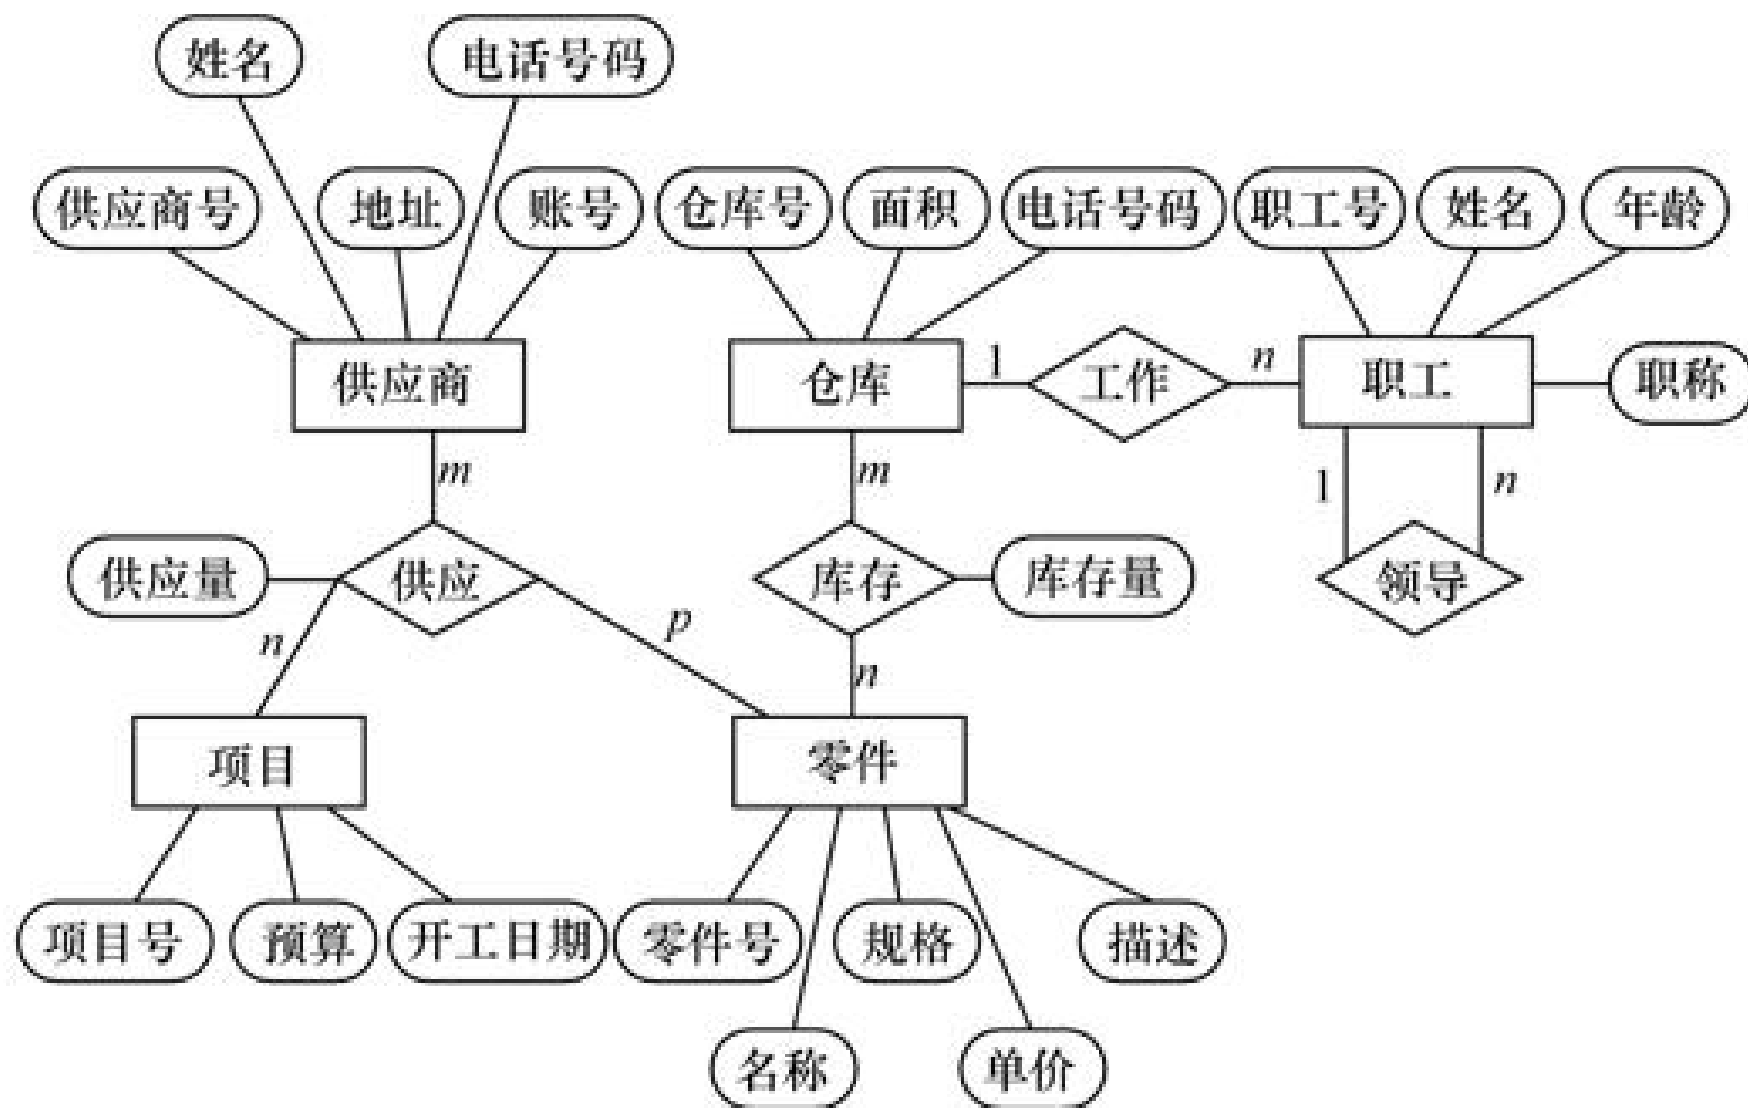 姓名 电话号码
供应商号 地址 账号 仓库号 面积 电话号码 职工号 姓名 年龄
供应商 仓库 1 工作 n 职工 职称
m m 1 n
供应量 供应 库存 库存量 领导
n p n
项目 零件
项目号 预算 开工日期 零件号 规格 描述
名称 单价